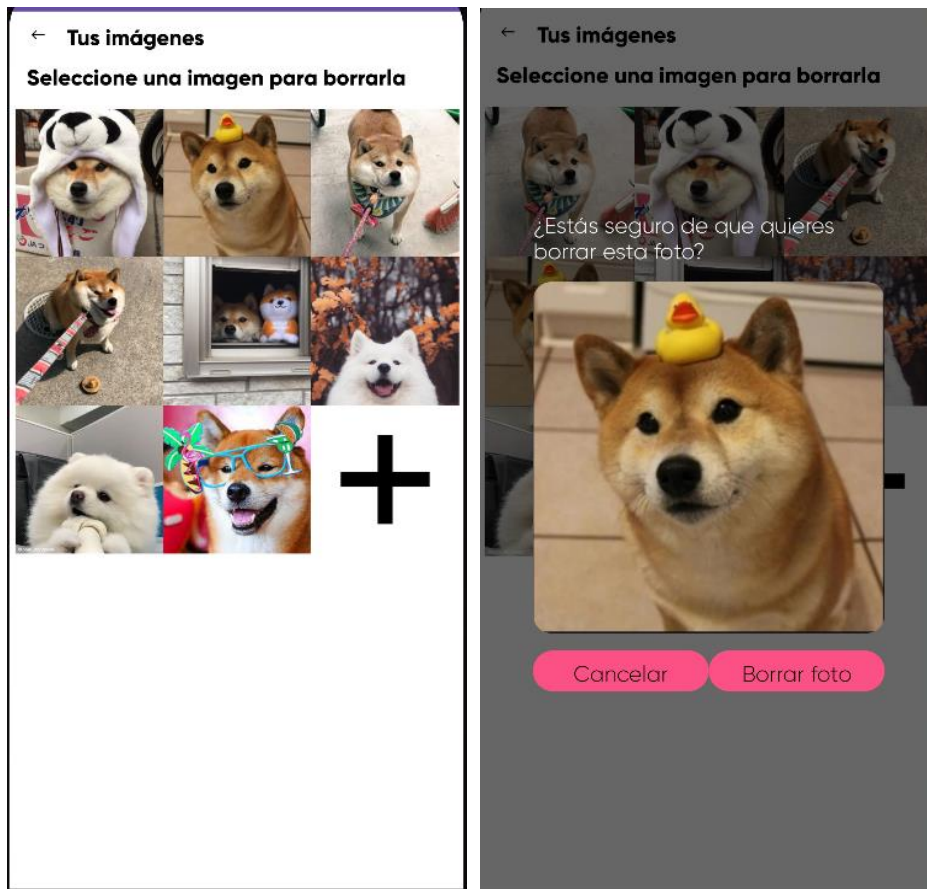 ← Tus imágenes
Seleccione una imagen para borrarla
← Tus imágenes
Seleccione una imagen para borrarla
¿Estás seguro de que quieres
borrar esta foto?
Cancelar
Borrar foto